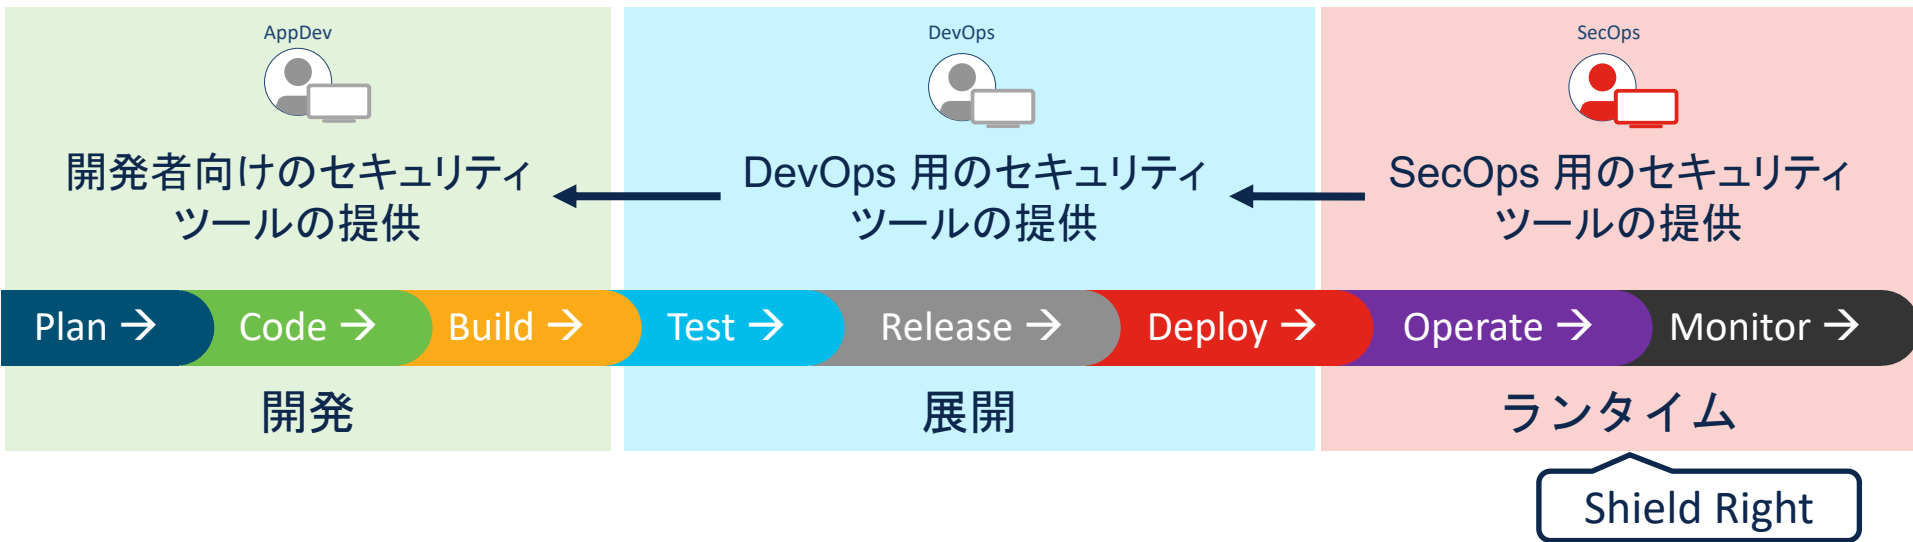 AppDev
開発者向けのセキュリティ
ツールの提供
DevOps
DevOps 用のセキュリティ
ツールの提供
SecOps
SecOps 用のセキュリティ
ツールの提供
Plan → Code → Build → Test → Release → Deploy → Operate → Monitor →
開発
展開
ランタイム
Shield Right